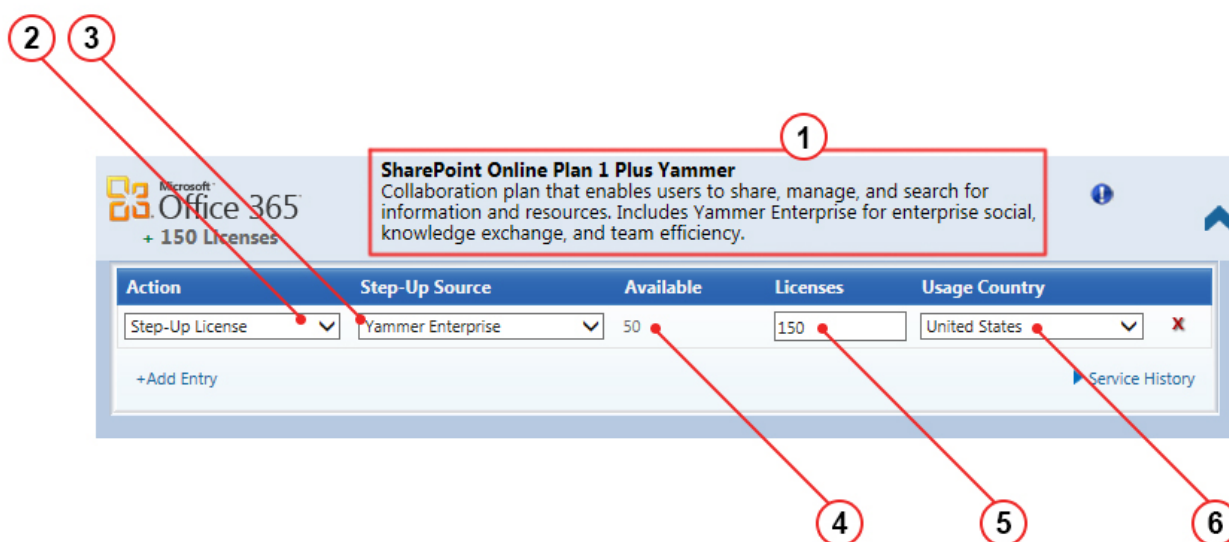 2
3
1
SharePoint Online Plan 1 Plus Yammer
Collaboration plan that enables users to share, manage, and search for
information and resources. Includes Yammer Enterprise for enterprise social,
knowledge exchange, and team efficiency.
Microsoft
Office 365
+ 150 Licenses
Action Step-Up Source Available Licenses Usage Country
Step-Up License Yammer Enterprise 50 150 United States X
+Add Entry Service History
4
5
6